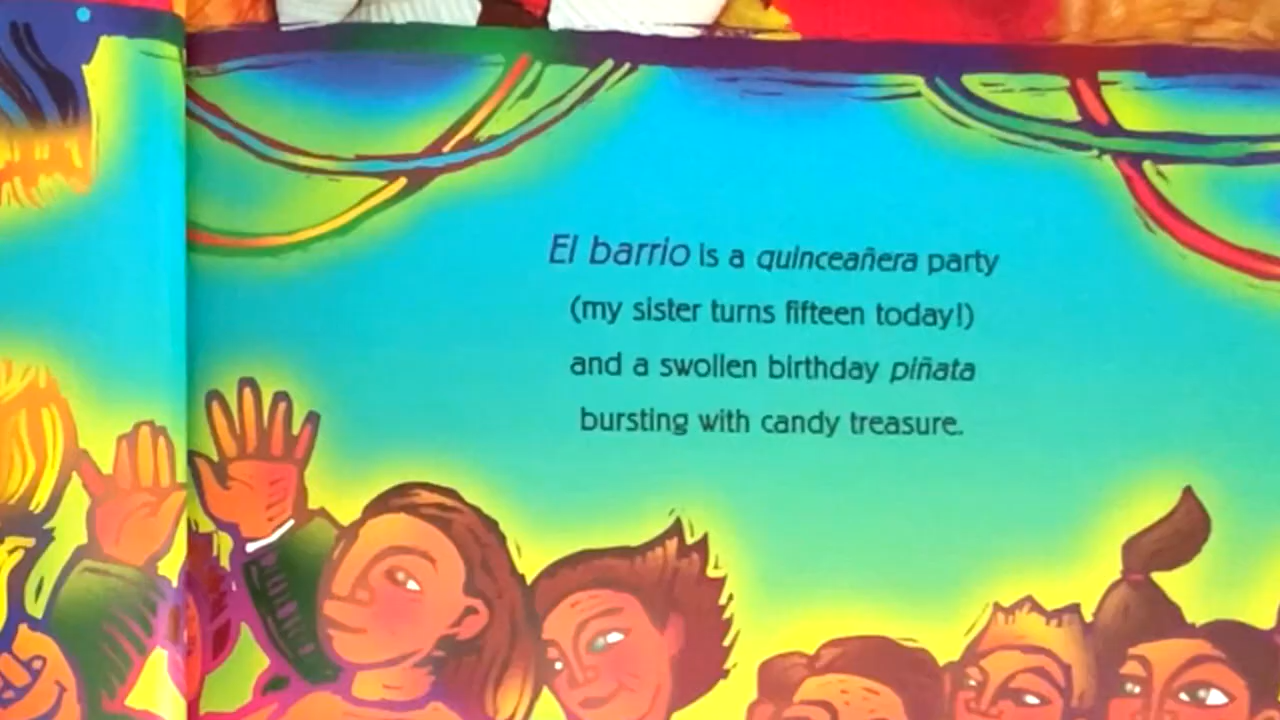 El barrio is a quinceañera party
(my sister turns fifteen today!)
and a swollen birthday piñata
bursting with candy treasure.